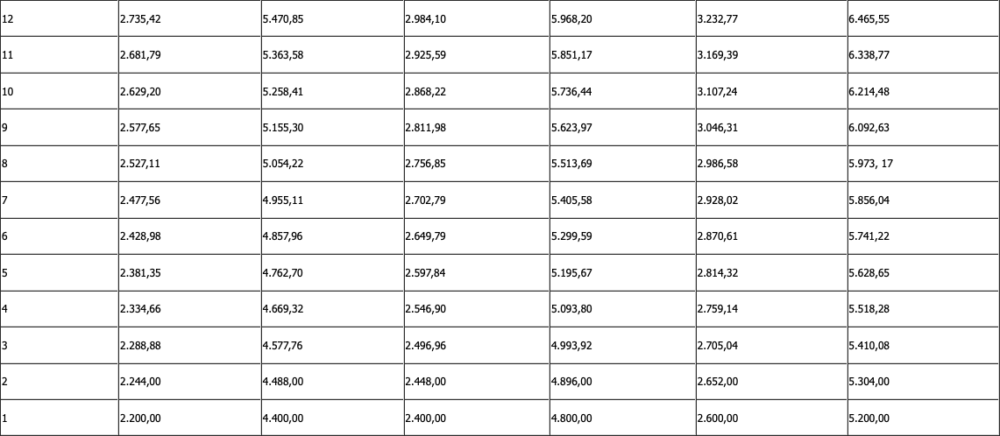 12 2.735,42 5.470,85 2.984,10 5.968,20 3.232,77 6.465,55
11 2.681,79 5.363,58 2.925,59 5.851,17 3.169,39 6.338,77
10 2.629,20 5.258,41 2.868,22 5.736,44 3.107,24 6.214,48
9 2.577,65 5.155,30 2.811,98 5.623,97 3.046,31 6.092,63
8 2.527,11 5.054,22 2.756,85 5.513,69 2.986,58 5.973, 17
7 2.477,56 4.955,11 2.702,79 5.405,58 2.928,02 5.856,04
6 2.428,98 4.857,96 2.649,79 5.299,59 2.870,61 5.741,22
5 2.381,35 4.762,70 2.597,84 5.195,67 2.814,32 5.628,65
4 2.334,66 4.669,32 2.546,90 5.093,80 2.759,14 5.518,28
3 2.288,88 4.577,76 2.496,96 4.993,92 2.705,04 5.410,08
2 2.244,00 4.488,00 2.448,00 4.896,00 2.652,00 5.304,00
1 2.200,00 4.400,00 2.400,00 4.800,00 2.600,00 5.200,00